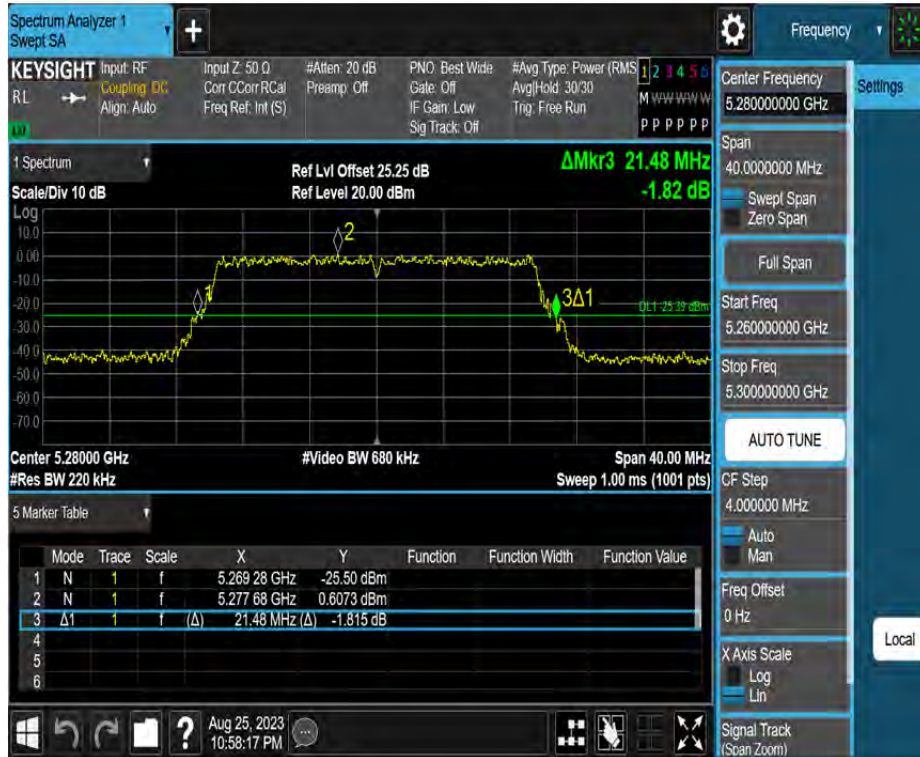 Spectrum Analyzer 1
Swept SA
+
Frequency
KEYSIGHT
RL
Input: RF
Coupling: DC
Align: Auto
Input Z: 50 Ω
Corr CCorr RCal
Freq Ref: Int (S)
#Atten: 20 dB
Preamp: Off
PNO: Best Wide
Gate: Off
IF Gain: Low
Sig Track: Off
#Avg Type: Power (RMS
Avg|Hold: 30/30
Trig: Free Run
1 2 3 4 5 6
M W W W W W
P P P P P P
1 Spectrum
Scale/Div 10 dB
Ref Lvl Offset 25.25 dB
Ref Level 20.00 dBm
ΔMkr3 21.48 MHz
-1.82 dB
Log
10.0
0.00
-10.0
-20.0
-30.0
-40.0
-50.0
-60.0
-70.0
2
1
3Δ1
DL1 -25.39 dBm
Center 5.28000 GHz
#Video BW 680 kHz
Span 40.00 MHz
#Res BW 220 kHz
Sweep 1.00 ms (1001 pts)
5 Marker Table
Mode Trace Scale X Y Function Function Width Function Value
1 N 1 f 5.269 28 GHz -25.50 dBm
2 N 1 f 5.277 68 GHz 0.6073 dBm
3 Δ1 1 f (Δ) 21.48 MHz (Δ) -1.815 dB
4
5
6
?
Aug 25, 2023
10:58:17 PM
Center Frequency
5.280000000 GHz
Span
40.0000000 MHz
Swept Span
Zero Span
Full Span
Start Freq
5.260000000 GHz
Stop Freq
5.300000000 GHz
AUTO TUNE
CF Step
4.000000 MHz
Auto
Man
Freq Offset
0 Hz
X Axis Scale
Log
Lin
Signal Track
(Span Zoom)
Settings
Local